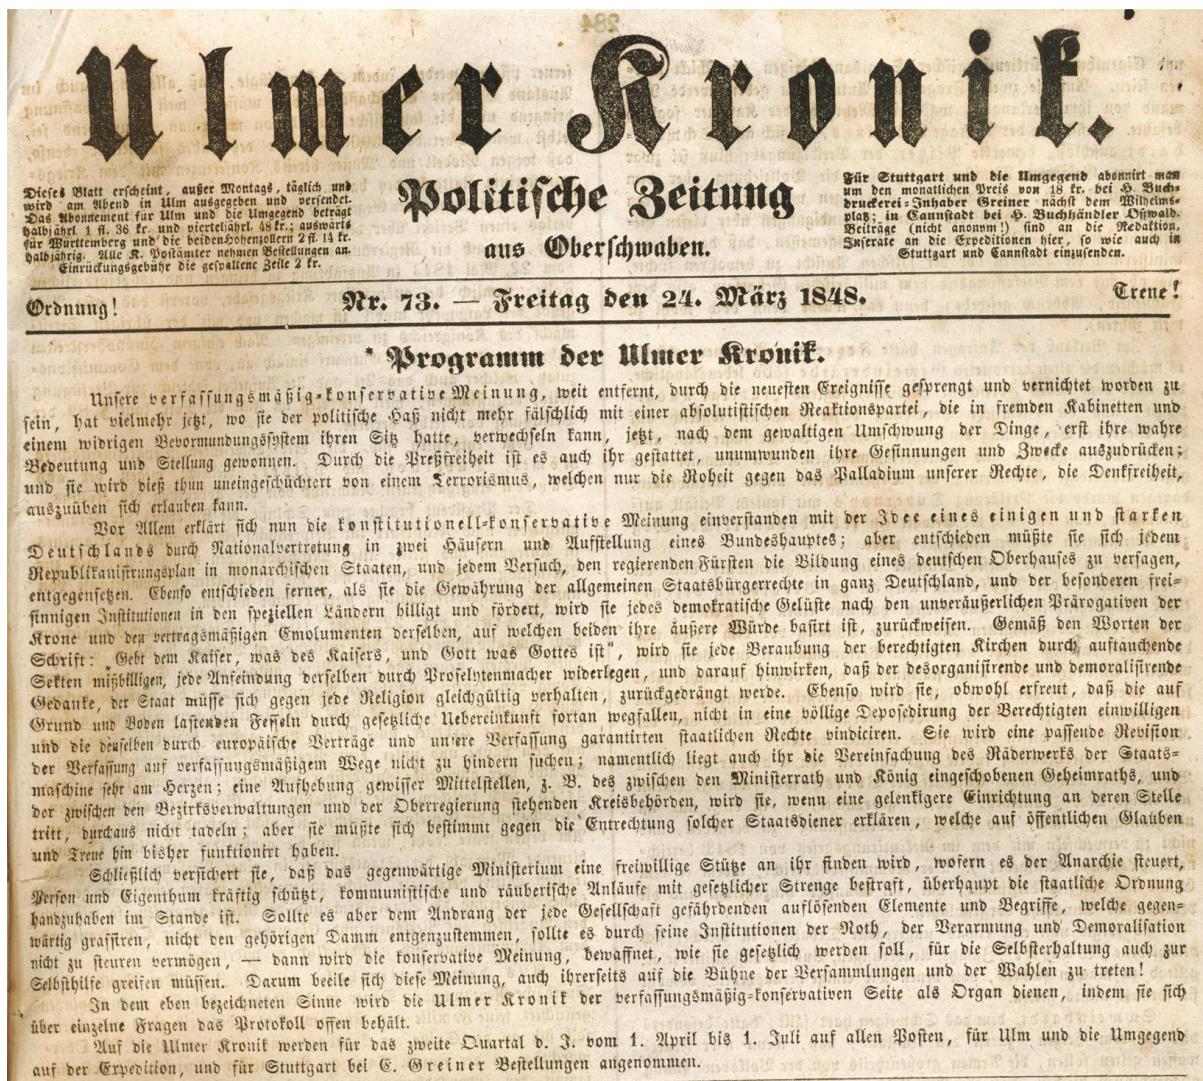 284
Ulmer Kronik.
Dieses Blatt erscheint, außer Montags, täglich und
wird am Abend in Ulm ausgegeben und versendet.
Das Abonnement für Ulm und die Umgegend beträgt
halbjährl. 1 fl. 36 kr. und vierteljährl. 48 kr.; auswärts
für Württemberg und die beiden Hohenzollern 2 fl. 14 kr.
halbjährig. Alle K. Postämter nehmen Bestellungen an.
Einrückungsgebühr die gespaltene Zeile 2 kr.
Politische Zeitung
aus Oberschwaben.
Für Stuttgart und die Umgegend abonnirt man
um den monatlichen Preis von 18 kr. bei H. Buch-
druckerei-Inhaber Greiner nächst dem Wilhelms-
platz; in Cannstadt bei H. Buchhändler Oßwald.
Beiträge (nicht anonym!) sind an die Redaktion,
Inserate an die Expeditionen hier, so wie auch in
Stuttgart und Cannstadt einzusenden.
Ordnung!
Nr. 73. — Freitag den 24. März 1848.
Treue!
* Programm der Ulmer Kronik.
Unsere verfassungsmäßig-konservative Meinung, weit entfernt, durch die neuesten Ereignisse gesprengt und vernichtet worden zu
sein, hat vielmehr jetzt, wo sie der politische Haß nicht mehr fälschlich mit einer absolutistischen Reaktionspartei, die in fremden Kabinetten und
einem widrigen Bevormundungssystem ihren Sitz hatte, verwechseln kann, jetzt, nach dem gewaltigen Umschwung der Dinge, erst ihre wahre
Bedeutung und Stellung gewonnen. Durch die Preßfreiheit ist es auch ihr gestattet, unumwunden ihre Gesinnungen und Zwecke auszudrücken;
und sie wird dieß thun uneingeschüchtert von einem Terrorismus, welchen nur die Roheit gegen das Palladium unserer Rechte, die Denkfreiheit,
auszuüben sich erlauben kann.
Vor Allem erklärt sich nun die konstitutionell-konservative Meinung einverstanden mit der Idee eines einigen und starken
Deutschlands durch Nationalvertretung in zwei Häusern und Aufstellung eines Bundeshauptes; aber entschieden müßte sie sich jedem
Republikanisirungsplan in monarchischen Staaten, und jedem Versuch, den regierenden Fürsten die Bildung eines deutschen Oberhauses zu versagen,
entgegensetzen. Ebenso entschieden ferner, als sie die Gewährung der allgemeinen Staatsbürgerrechte in ganz Deutschland, und der besonderen frei-
sinnigen Institutionen in den speziellen Ländern billigt und fördert, wird sie jedes demokratische Gelüste nach den unveräußerlichen Prärogativen der
Krone und den vertragsmäßigen Emolumenten derselben, auf welchen beiden ihre äußere Würde basirt ist, zurückweisen. Gemäß den Worten der
Schrift: „Gebt dem Kaiser, was des Kaisers, und Gott was Gottes ist", wird sie jede Beraubung der berechtigten Kirchen durch auftauchende
Sekten mißbilligen, jede Anfeindung derselben durch Proselytenmacher widerlegen, und darauf hinwirken, daß der desorganisirende und demoralisirende
Gedanke, der Staat müsse sich gegen jede Religion gleichgültig verhalten, zurückgedrängt werde. Ebenso wird sie, obwohl erfreut, daß die auf
Grund und Boden lastenden Fesseln durch gesetzliche Uebereinkunft fortan wegfallen, nicht in eine völlige Deposedirung der Berechtigten einwilligen
und die denselben durch europäische Verträge und unsere Verfassung garantirten staatlichen Rechte vindiciren. Sie wird eine passende Revision
der Verfassung auf verfassungsmäßigem Wege nicht zu hindern suchen; namentlich liegt auch ihr die Vereinfachung des Räderwerks der Staats-
maschine sehr am Herzen; eine Aufhebung gewisser Mittelstellen, z. B. des zwischen den Ministerrath und König eingeschobenen Geheimraths, und
der zwischen den Bezirksverwaltungen und der Oberregierung stehenden Kreisbehörden, wird sie, wenn eine gelenkigere Einrichtung an deren Stelle
tritt, durchaus nicht tadeln; aber sie müßte sich bestimmt gegen die Entrechtung solcher Staatsdiener erklären, welche auf öffentlichen Glauben
und Treue hin bisher funktionirt haben.
Schließlich versichert sie, daß das gegenwärtige Ministerium eine freiwillige Stütze an ihr finden wird, wofern es der Anarchie steuert,
Person und Eigenthum kräftig schützt, kommunistische und räuberische Anläufe mit gesetzlicher Strenge bestraft, überhaupt die staatliche Ordnung
handzuhaben im Stande ist. Sollte es aber dem Andrang der jede Gesellschaft gefährdenden auflösenden Elemente und Begriffe, welche gegen-
wärtig grassiren, nicht den gehörigen Damm entgenzustemmen, sollte es durch seine Institutionen der Noth, der Verarmung und Demoralisation
nicht zu steuren vermögen, — dann wird die konservative Meinung, bewaffnet, wie sie gesetzlich werden soll, für die Selbsterhaltung auch zur
Selbsthilfe greifen müssen. Darum beeile sich diese Meinung, auch ihrerseits auf die Bühne der Versammlungen und der Wahlen zu treten!
In dem eben bezeichneten Sinne wird die Ulmer Kronik der verfassungsmäßig-konservativen Seite als Organ dienen, indem sie sich
über einzelne Fragen das Protokoll offen behält.
Auf die Ulmer Kronik werden für das zweite Quartal d. J. vom 1. April bis 1. Juli auf allen Posten, für Ulm und die Umgegend
auf der Expedition, und für Stuttgart bei C. Greiner Bestellungen angenommen.